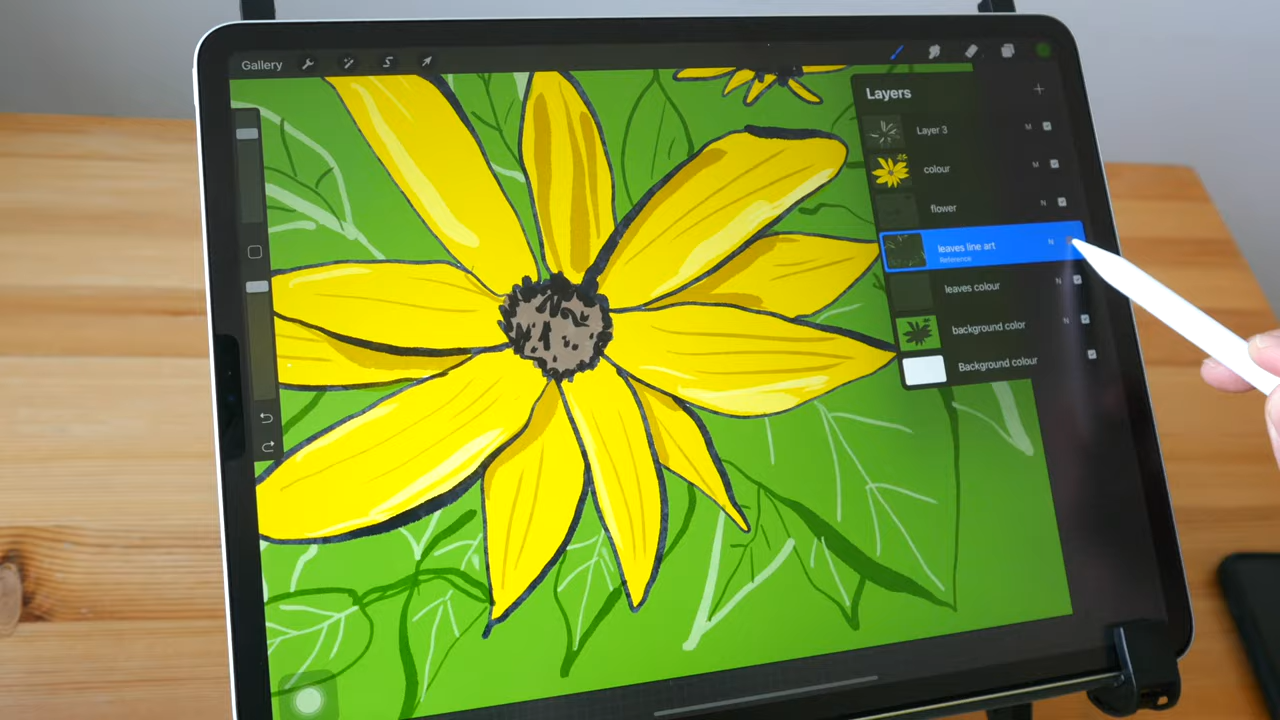 Gallery
Layers
Layer 3 M
colour M
flower N
leaves line art N
Reference
leaves colour N
background color N
Background colour